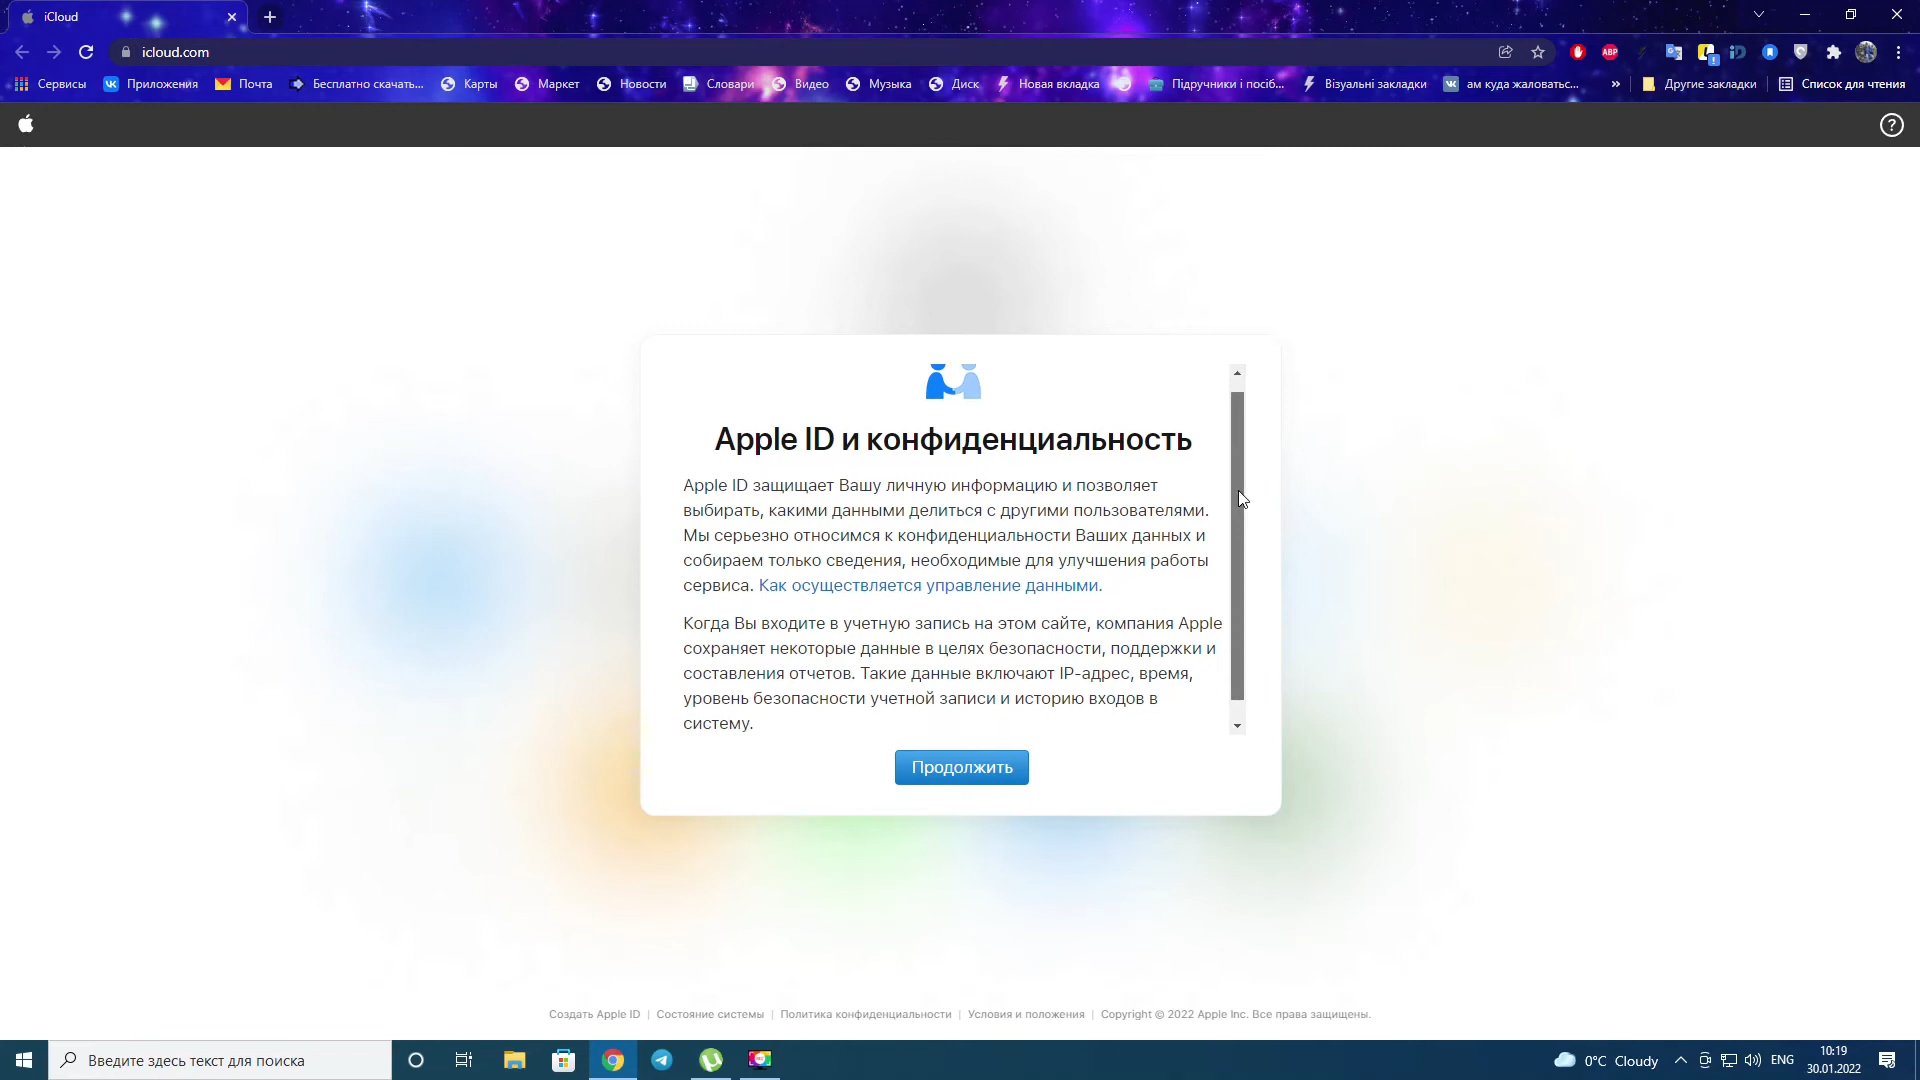 iCloud
icloud.com
Сервисы
Приложения
Почта
Бесплатно скачать...
Карты
Маркет
Новости
Словари
Видео
Музыка
Диск
Новая вкладка
Підручники і посіб...
Візуальні закладки
ам куда жаловатьс...
»
Другие закладки
Список для чтения
Apple ID и конфиденциальность
Apple ID защищает Вашу личную информацию и позволяет
выбирать, какими данными делиться с другими пользователями.
Мы серьезно относимся к конфиденциальности Ваших данных и
собираем только сведения, необходимые для улучшения работы
сервиса. Как осуществляется управление данными.
Когда Вы входите в учетную запись на этом сайте, компания Apple
сохраняет некоторые данные в целях безопасности, поддержки и
составления отчетов. Такие данные включают IP-адрес, время,
уровень безопасности учетной записи и историю входов в
систему.
Продолжить
Создать Apple ID | Состояние системы | Политика конфиденциальности | Условия и положения | Copyright © 2022 Apple Inc. Все права защищены.
Введите здесь текст для поиска
0°C Cloudy
ENG
10:19
30.01.2022